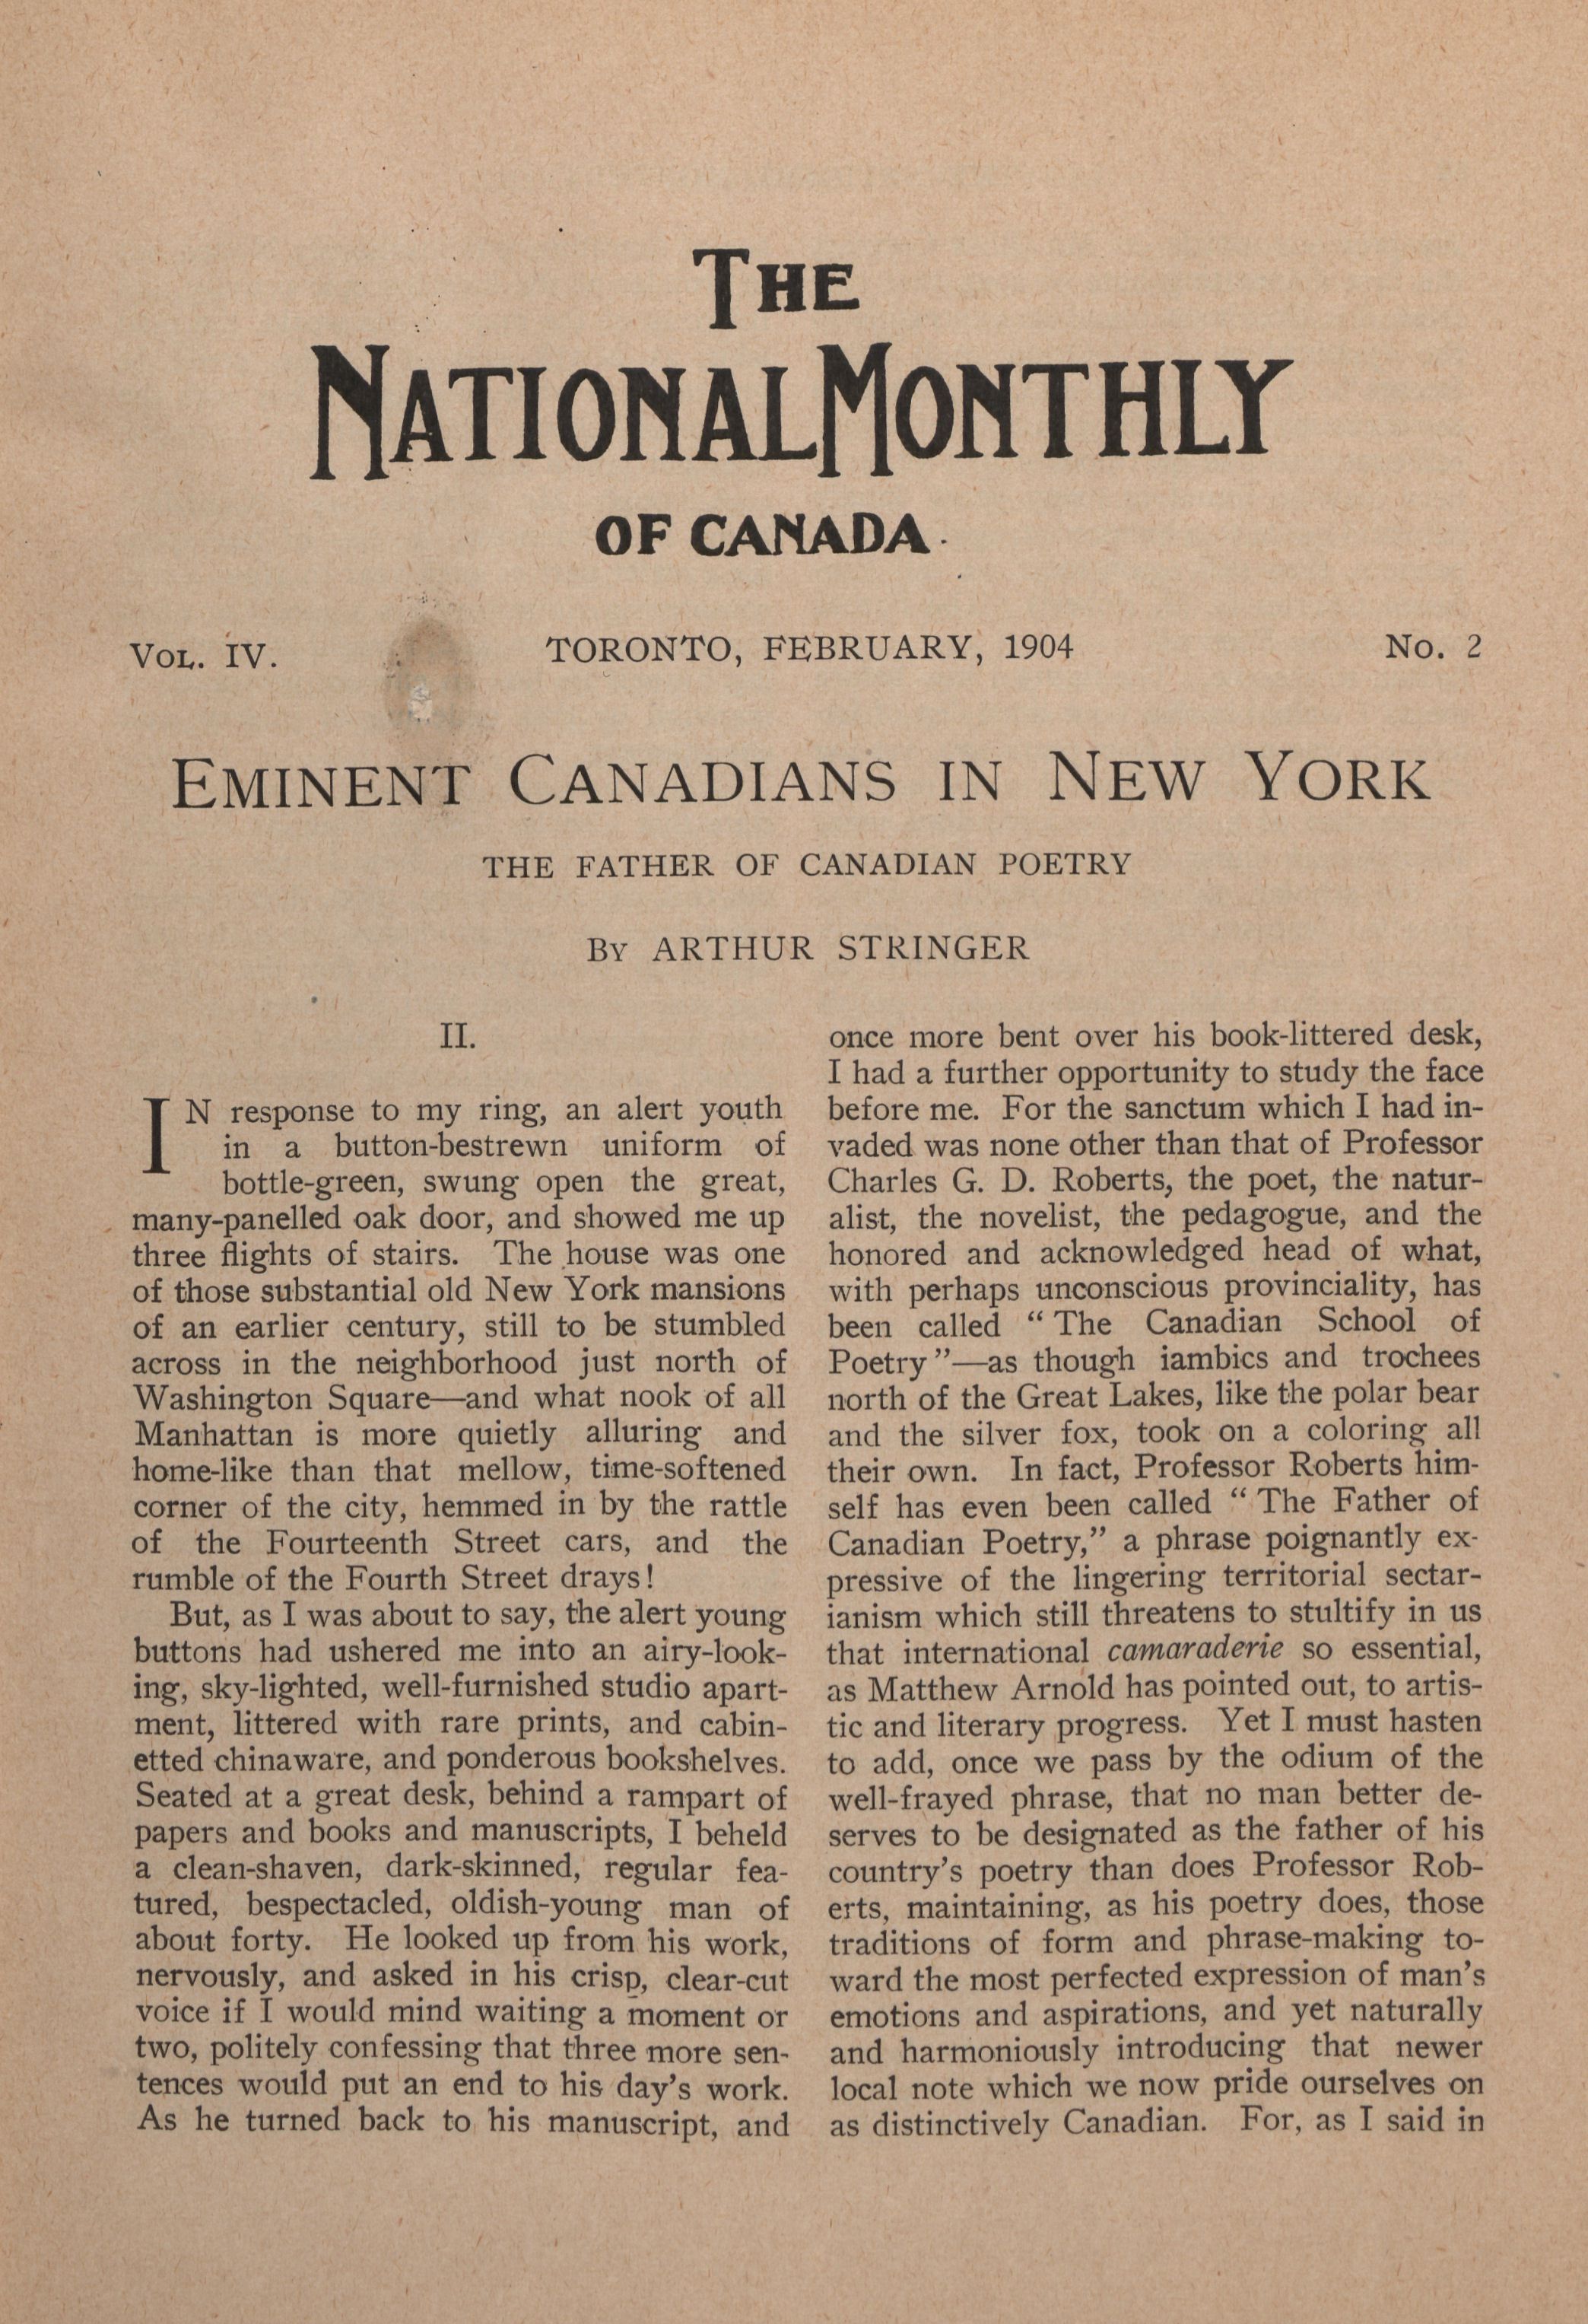 THE
NATIONAL MONTHLY
OF CANADA.
VOL. IV.
TORONTO, FEBRUARY, 1904
No. 2
EMINENT CANADIANS IN NEW YORK
THE FATHER OF CANADIAN POETRY
BY ARTHUR STRINGER
II.
IN response to my ring, an alert youth
in a button-bestrewn uniform of
bottle-green, swung open the great,
many-panelled oak door, and showed me up
three flights of stairs. The house was one
of those substantial old New York mansions
of an earlier century, still to be stumbled
across in the neighborhood just north of
Washington Square—and what nook of all
Manhattan is more quietly alluring and
home-like than that mellow, time-softened
corner of the city, hemmed in by the rattle
of the Fourteenth Street cars, and the
rumble of the Fourth Street drays!
But, as I was about to say, the alert young
buttons had ushered me into an airy-look-
ing, sky-lighted, well-furnished studio apart-
ment, littered with rare prints, and cabin-
etted chinaware, and ponderous bookshelves.
Seated at a great desk, behind a rampart of
papers and books and manuscripts, I beheld
a clean-shaven, dark-skinned, regular fea-
tured, bespectacled, oldish-young man of
about forty. He looked up from his work,
nervously, and asked in his crisp, clear-cut
voice if I would mind waiting a moment or
two, politely confessing that three more sen-
tences would put an end to his day's work.
As he turned back to his manuscript, and
once more bent over his book-littered desk,
I had a further opportunity to study the face
before me. For the sanctum which I had in-
vaded was none other than that of Professor
Charles G. D. Roberts, the poet, the natur-
alist, the novelist, the pedagogue, and the
honored and acknowledged head of what,
with perhaps unconscious provinciality, has
been called "The Canadian School of
Poetry"—as though iambics and trochees
north of the Great Lakes, like the polar bear
and the silver fox, took on a coloring all
their own. In fact, Professor Roberts him-
self has even been called "The Father of
Canadian Poetry," a phrase poignantly ex-
pressive of the lingering territorial sectar-
ianism which still threatens to stultify in us
that international camaraderie so essential,
as Matthew Arnold has pointed out, to artis-
tic and literary progress. Yet I must hasten
to add, once we pass by the odium of the
well-frayed phrase, that no man better de-
serves to be designated as the father of his
country's poetry than does Professor Rob-
erts, maintaining, as his poetry does, those
traditions of form and phrase-making to-
ward the most perfected expression of man's
emotions and aspirations, and yet naturally
and harmoniously introducing that newer
local note which we now pride ourselves on
as distinctively Canadian. For, as I said in